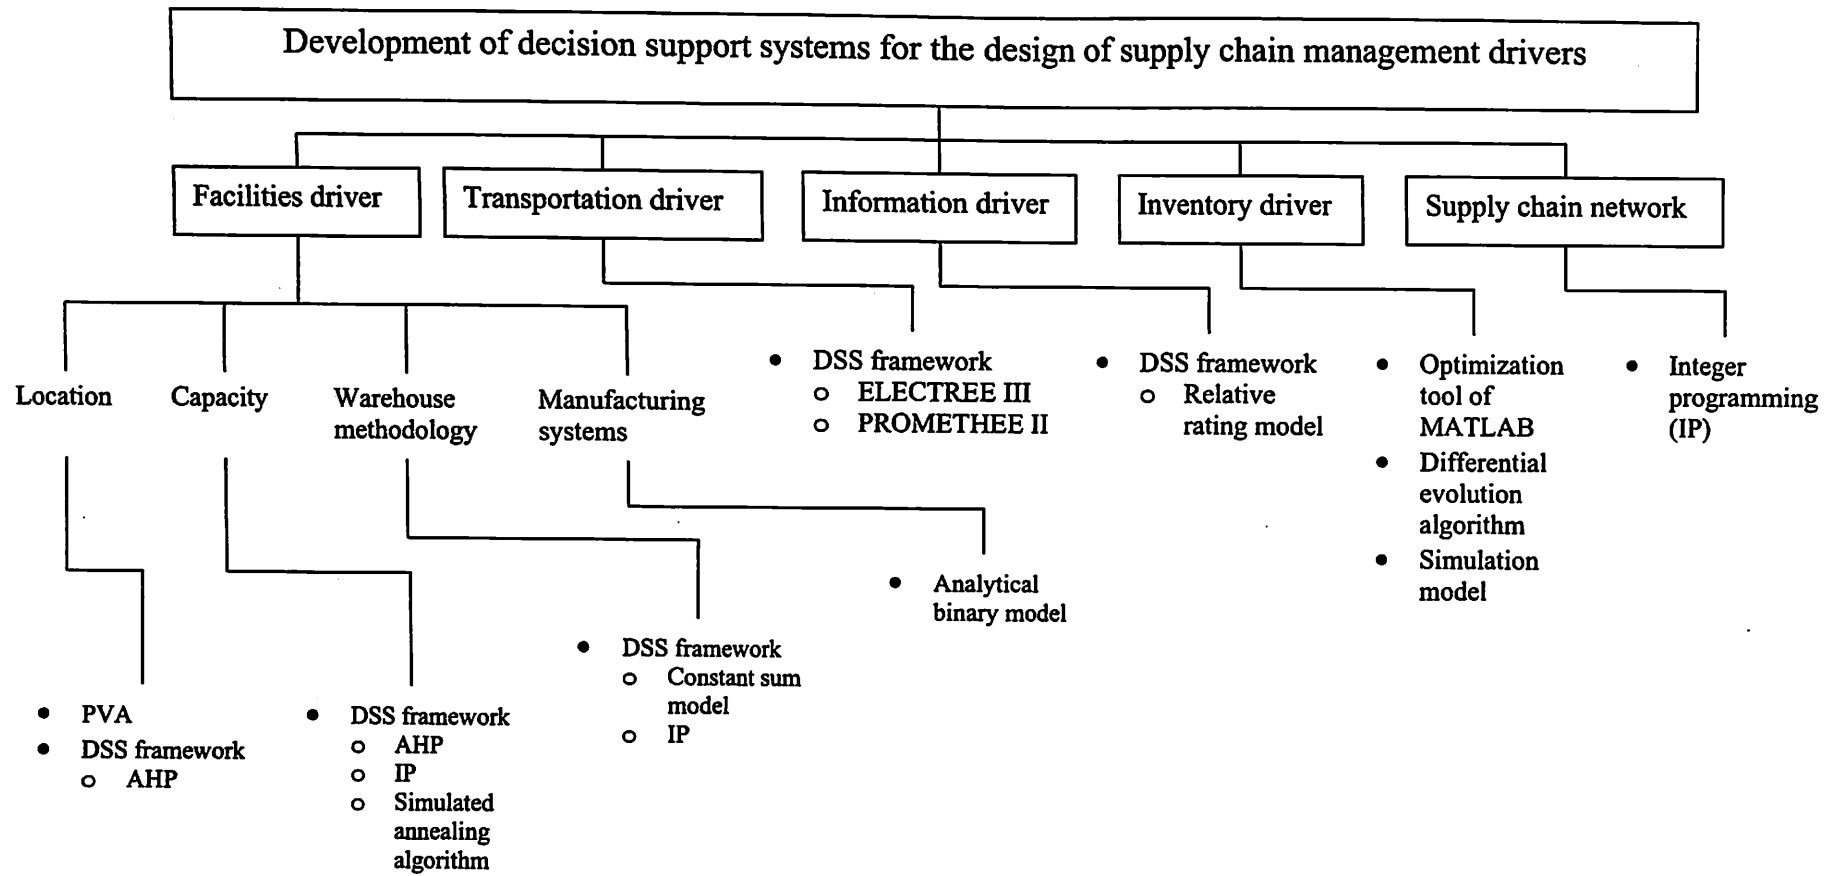 Development of decision support systems for the design of supply chain management drivers
Facilities driver
Transportation driver
Information driver
Inventory driver
Supply chain network
Location
Capacity
Warehouse
methodology
Manufacturing
systems
• DSS framework
o ELECTREE III
o PROMETHEE II
• DSS framework
o Relative
rating model
• Optimization
tool of
MATLAB
• Differential
evolution
algorithm
• Simulation
model
• Integer
programming
(IP)
• Analytical
binary model
• DSS framework
o Constant sum
model
o IP
• PVA
• DSS framework
o AHP
• DSS framework
o AHP
o IP
o Simulated
annealing
algorithm